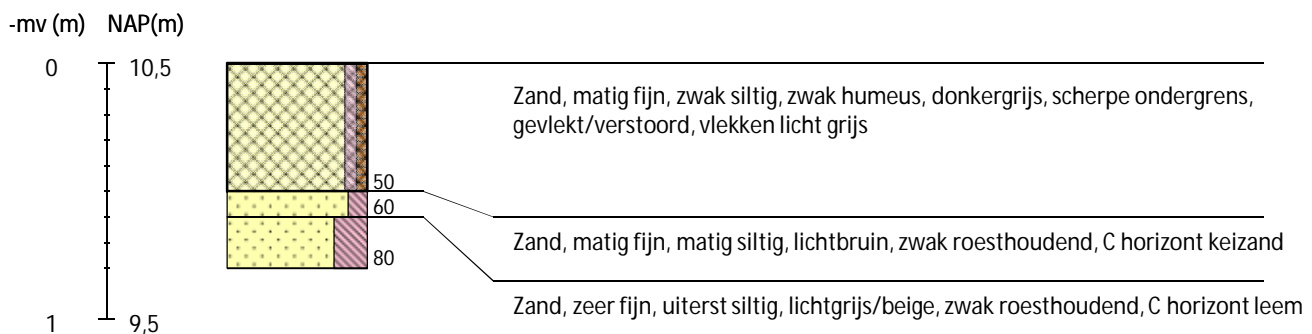 -mv (m) NAP(m)
0 10,5
Zand, matig fijn, zwak siltig, zwak humeus, donkergrijs, scherpe ondergrens,
gevlekt/verstoord, vlekken licht grijs
50
60
Zand, matig fijn, matig siltig, lichtbruin, zwak roesthoudend, C horizont keizand
80
Zand, zeer fijn, uiterst siltig, lichtgrijs/beige, zwak roesthoudend, C horizont leem
1 9,5